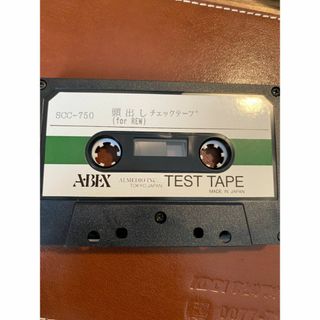 SCC-750 頭出しチェックテープ
(for REW)
ABEX ALMEDIO INC TEST TAPE
TOKYO JAPAN MADE IN JAPAN